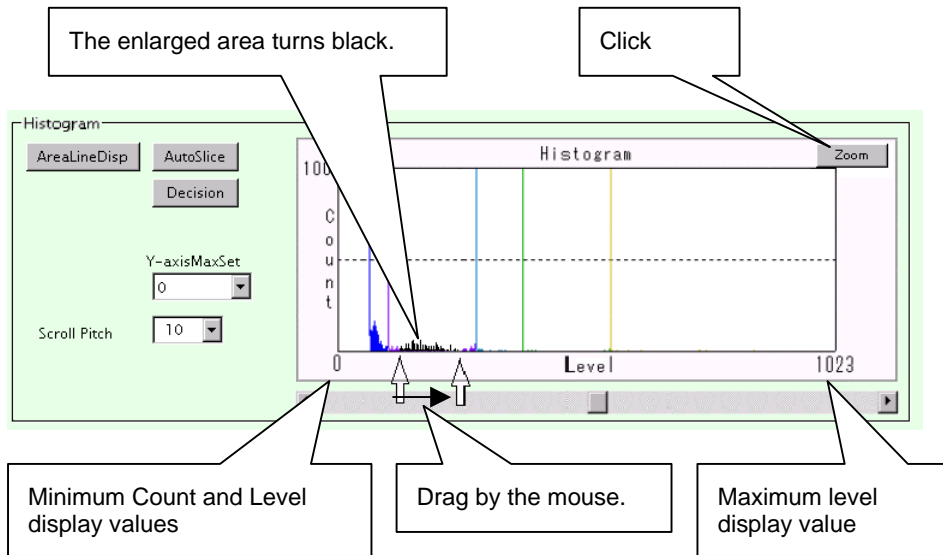 The enlarged area turns black.
Click
Histogram
AreaLineDisp
AutoSlice
Decision
Y-axisMaxSet
0
Scroll Pitch
10
Histogram
Zoom
100
Count
0
Level
1023
Minimum Count and Level
display values
Drag by the mouse.
Maximum level
display value